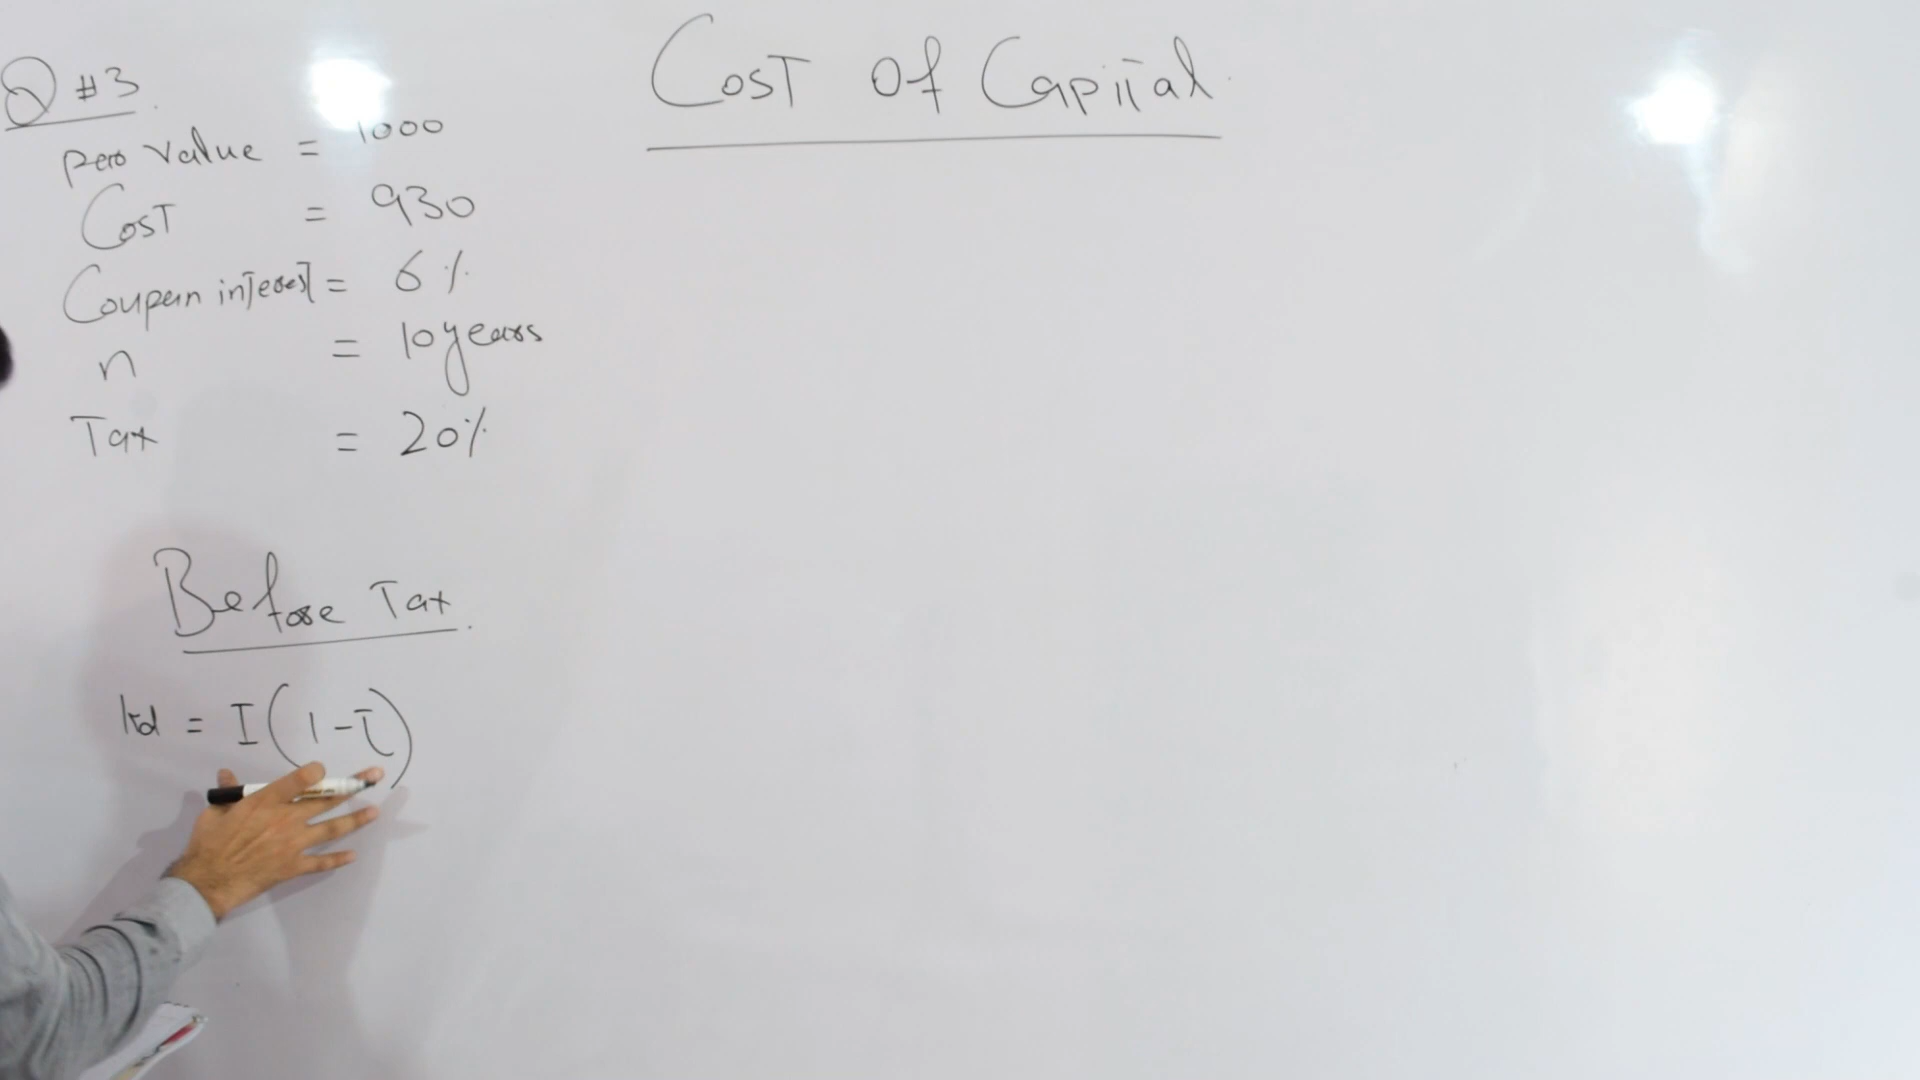 Cost Of Capital
Q #3
par value = 1000
Cost = 930
Coupen interest = 6%
n = 10 years
Tax = 20%
Before Tax
kd = I(1-T)